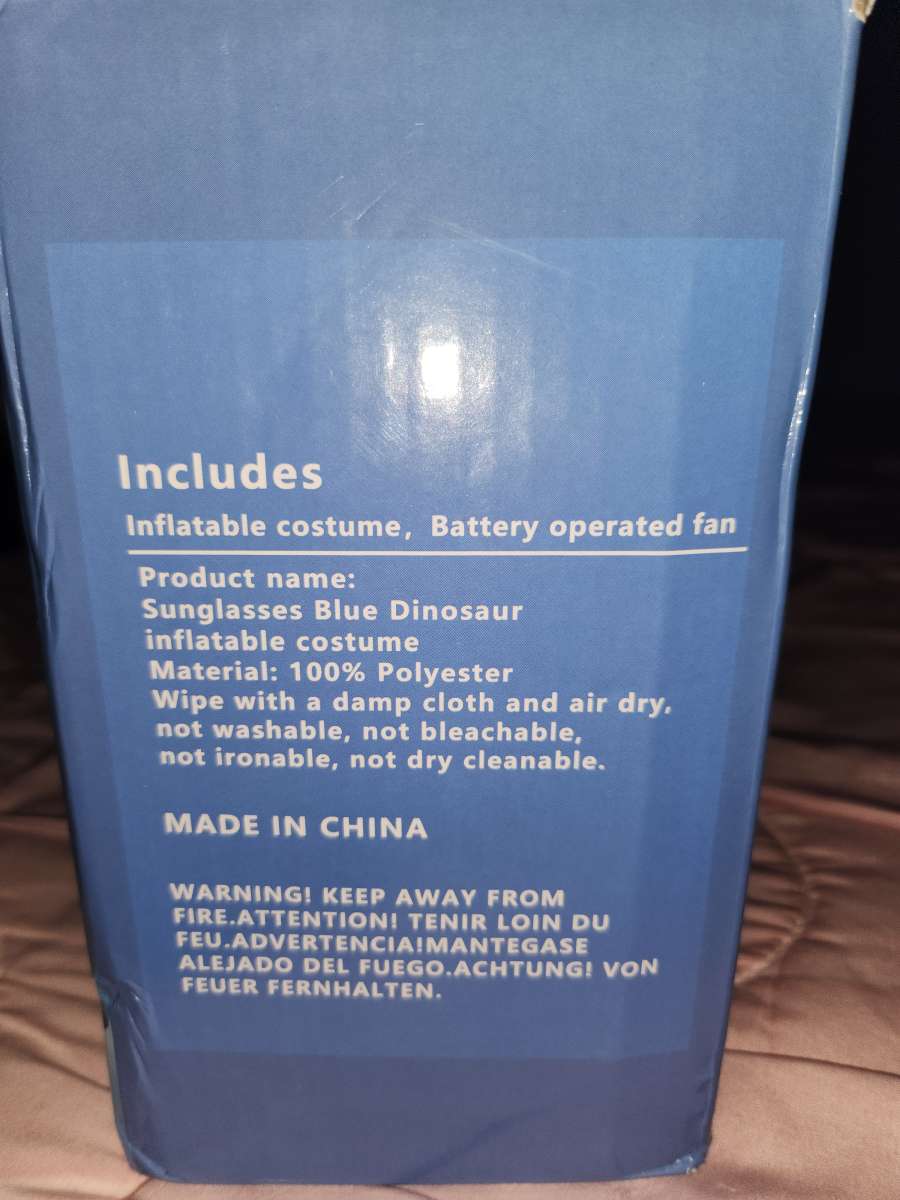 Includes
Inflatable costume, Battery operated fan
Product name:
Sunglasses Blue Dinosaur
inflatable costume
Material: 100% Polyester
Wipe with a damp cloth and air dry,
not washable, not bleachable,
not ironable, not dry cleanable.
MADE IN CHINA
WARNING! KEEP AWAY FROM
FIRE.ATTENTION! TENIR LOIN DU
FEU.ADVERTENCIA!MANTEGASE
ALEJADO DEL FUEGO.ACHTUNG! VON
FEUER FERNHALTEN.